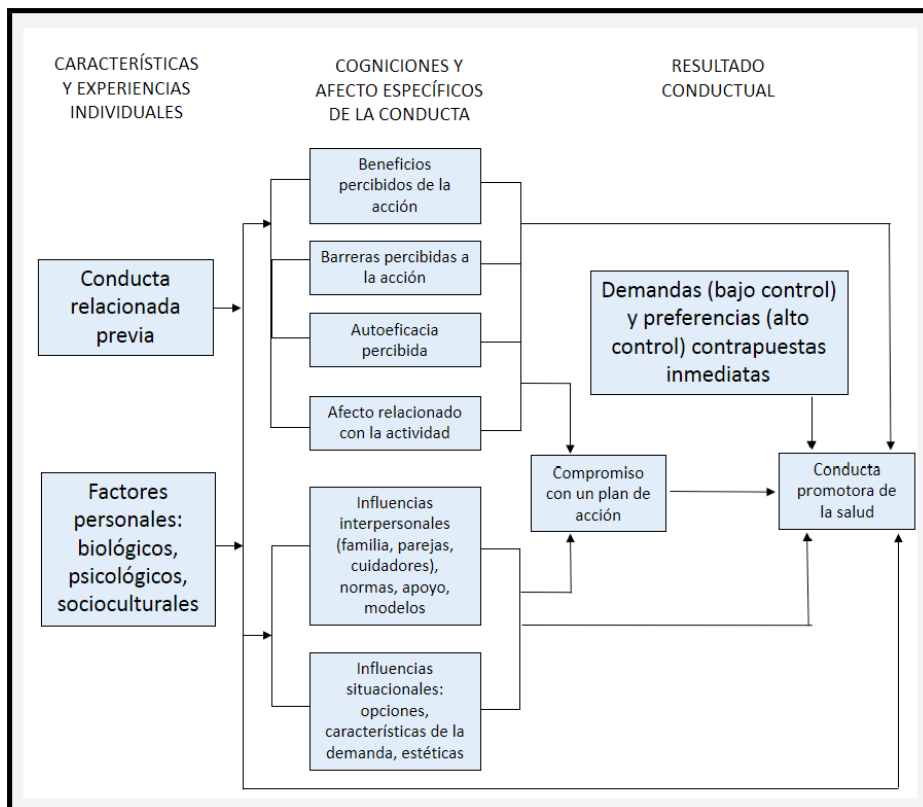 CARACTERÍSTICAS
Y EXPERIENCIAS
INDIVIDUALES
COGNICIONES Y
AFECTO ESPECÍFICOS
DE LA CONDUCTA
RESULTADO
CONDUCTUAL
Conducta
relacionada
previa
Factores
personales:
biológicos,
psicológicos,
socioculturales
Beneficios
percibidos de la
acción
Barreras percibidas a
la acción
Autoeficacia
percibida
Afecto relacionado
con la actividad
Influencias
interpersonales
(familia, parejas,
cuidadores),
normas, apoyo,
modelos
Influencias
situacionales:
opciones,
características de la
demanda, estéticas
Demandas (bajo control)
y preferencias (alto
control) contrapuestas
inmediatas
Compromiso
con un plan de
acción
Conducta
promotora de
la salud